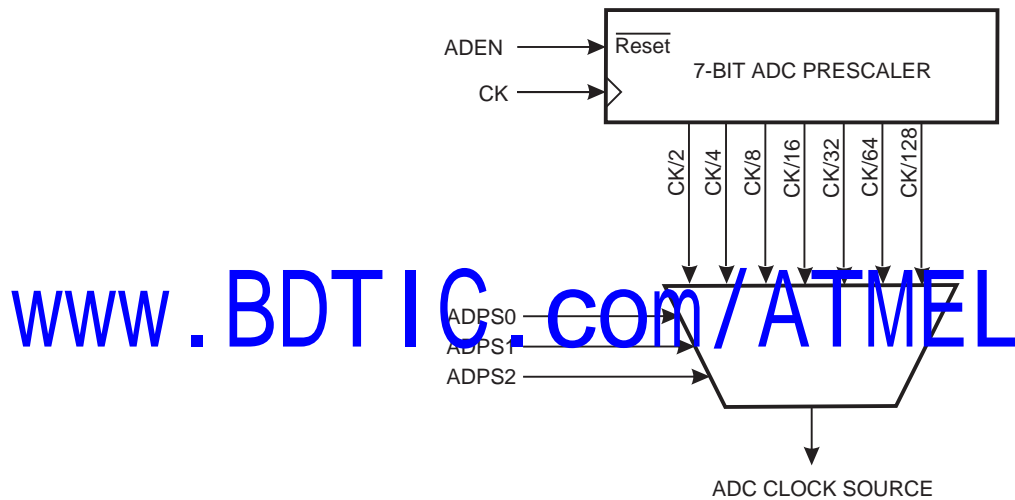 ADEN
Reset
7-BIT ADC PRESCALER
CK
CK/2
CK/4
CK/8
CK/16
CK/32
CK/64
CK/128
www.BDTIC.com/ATMEL
ADPS0
ADPS1
ADPS2
ADC CLOCK SOURCE